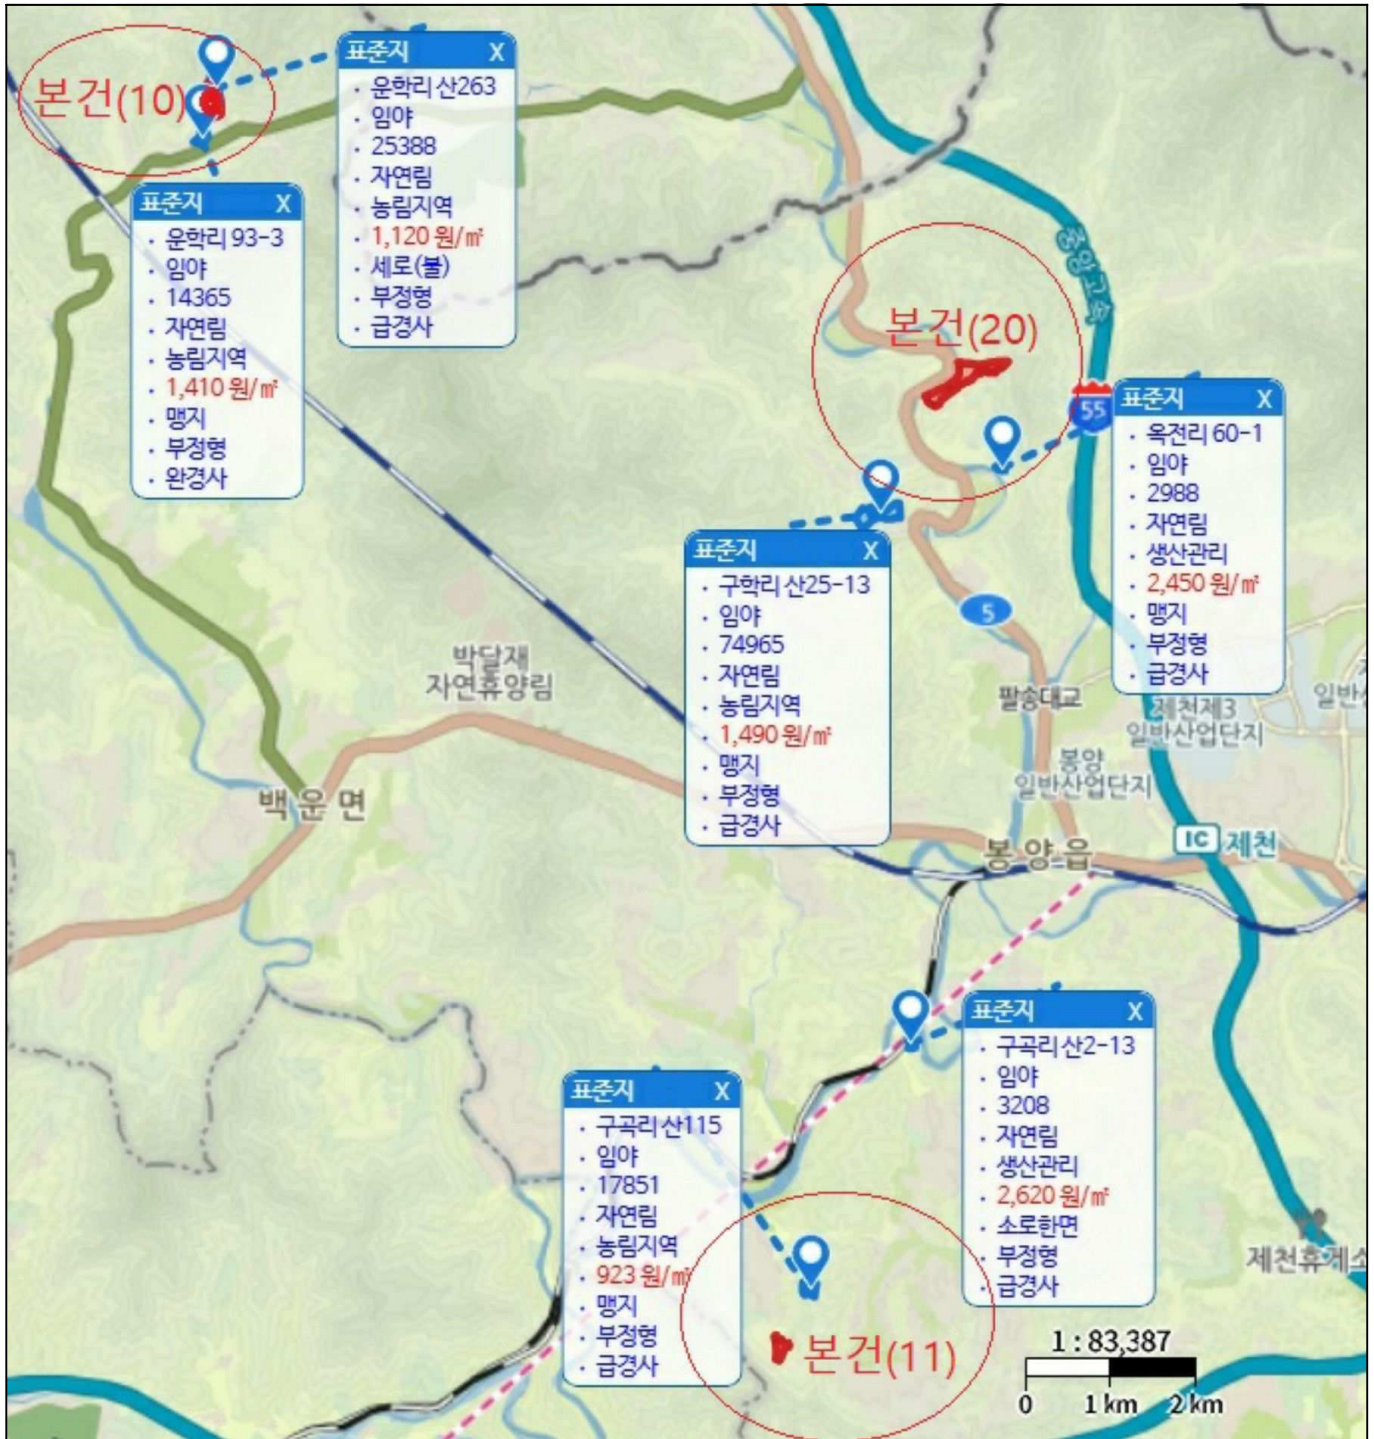 본건(10)
표준지 X
· 운학리 산263
· 임야
· 25388
· 자연림
· 농림지역
· 1,120 원/㎡
· 세로(불)
· 부정형
· 급경사
표준지 X
· 운학리 93-3
· 임야
· 14365
· 자연림
· 농림지역
· 1,410 원/㎡
· 맹지
· 부정형
· 완경사
중앙고속
본건(20)
55
표준지 X
· 옥전리 60-1
· 임야
· 2988
· 자연림
· 생산관리
· 2,450 원/㎡
· 맹지
· 부정형
· 급경사
표준지 X
· 구학리 산25-13
· 임야
· 74965
· 자연림
· 농림지역
· 1,490 원/㎡
· 맹지
· 부정형
· 급경사
5
박달재
자연휴양림
팔송대교
제천제3
일반산업단지
일반산
봉양
일반산업단지
백운면
봉양읍
IC 제천
표준지 X
· 구곡리 산2-13
· 임야
· 3208
· 자연림
· 생산관리
· 2,620 원/㎡
· 소로한면
· 부정형
· 급경사
표준지 X
· 구곡리 산115
· 임야
· 17851
· 자연림
· 농림지역
· 923 원/㎡
· 맹지
· 부정형
· 급경사
제천휴게소
본건(11)
1 : 83,387
0 1 km 2 km